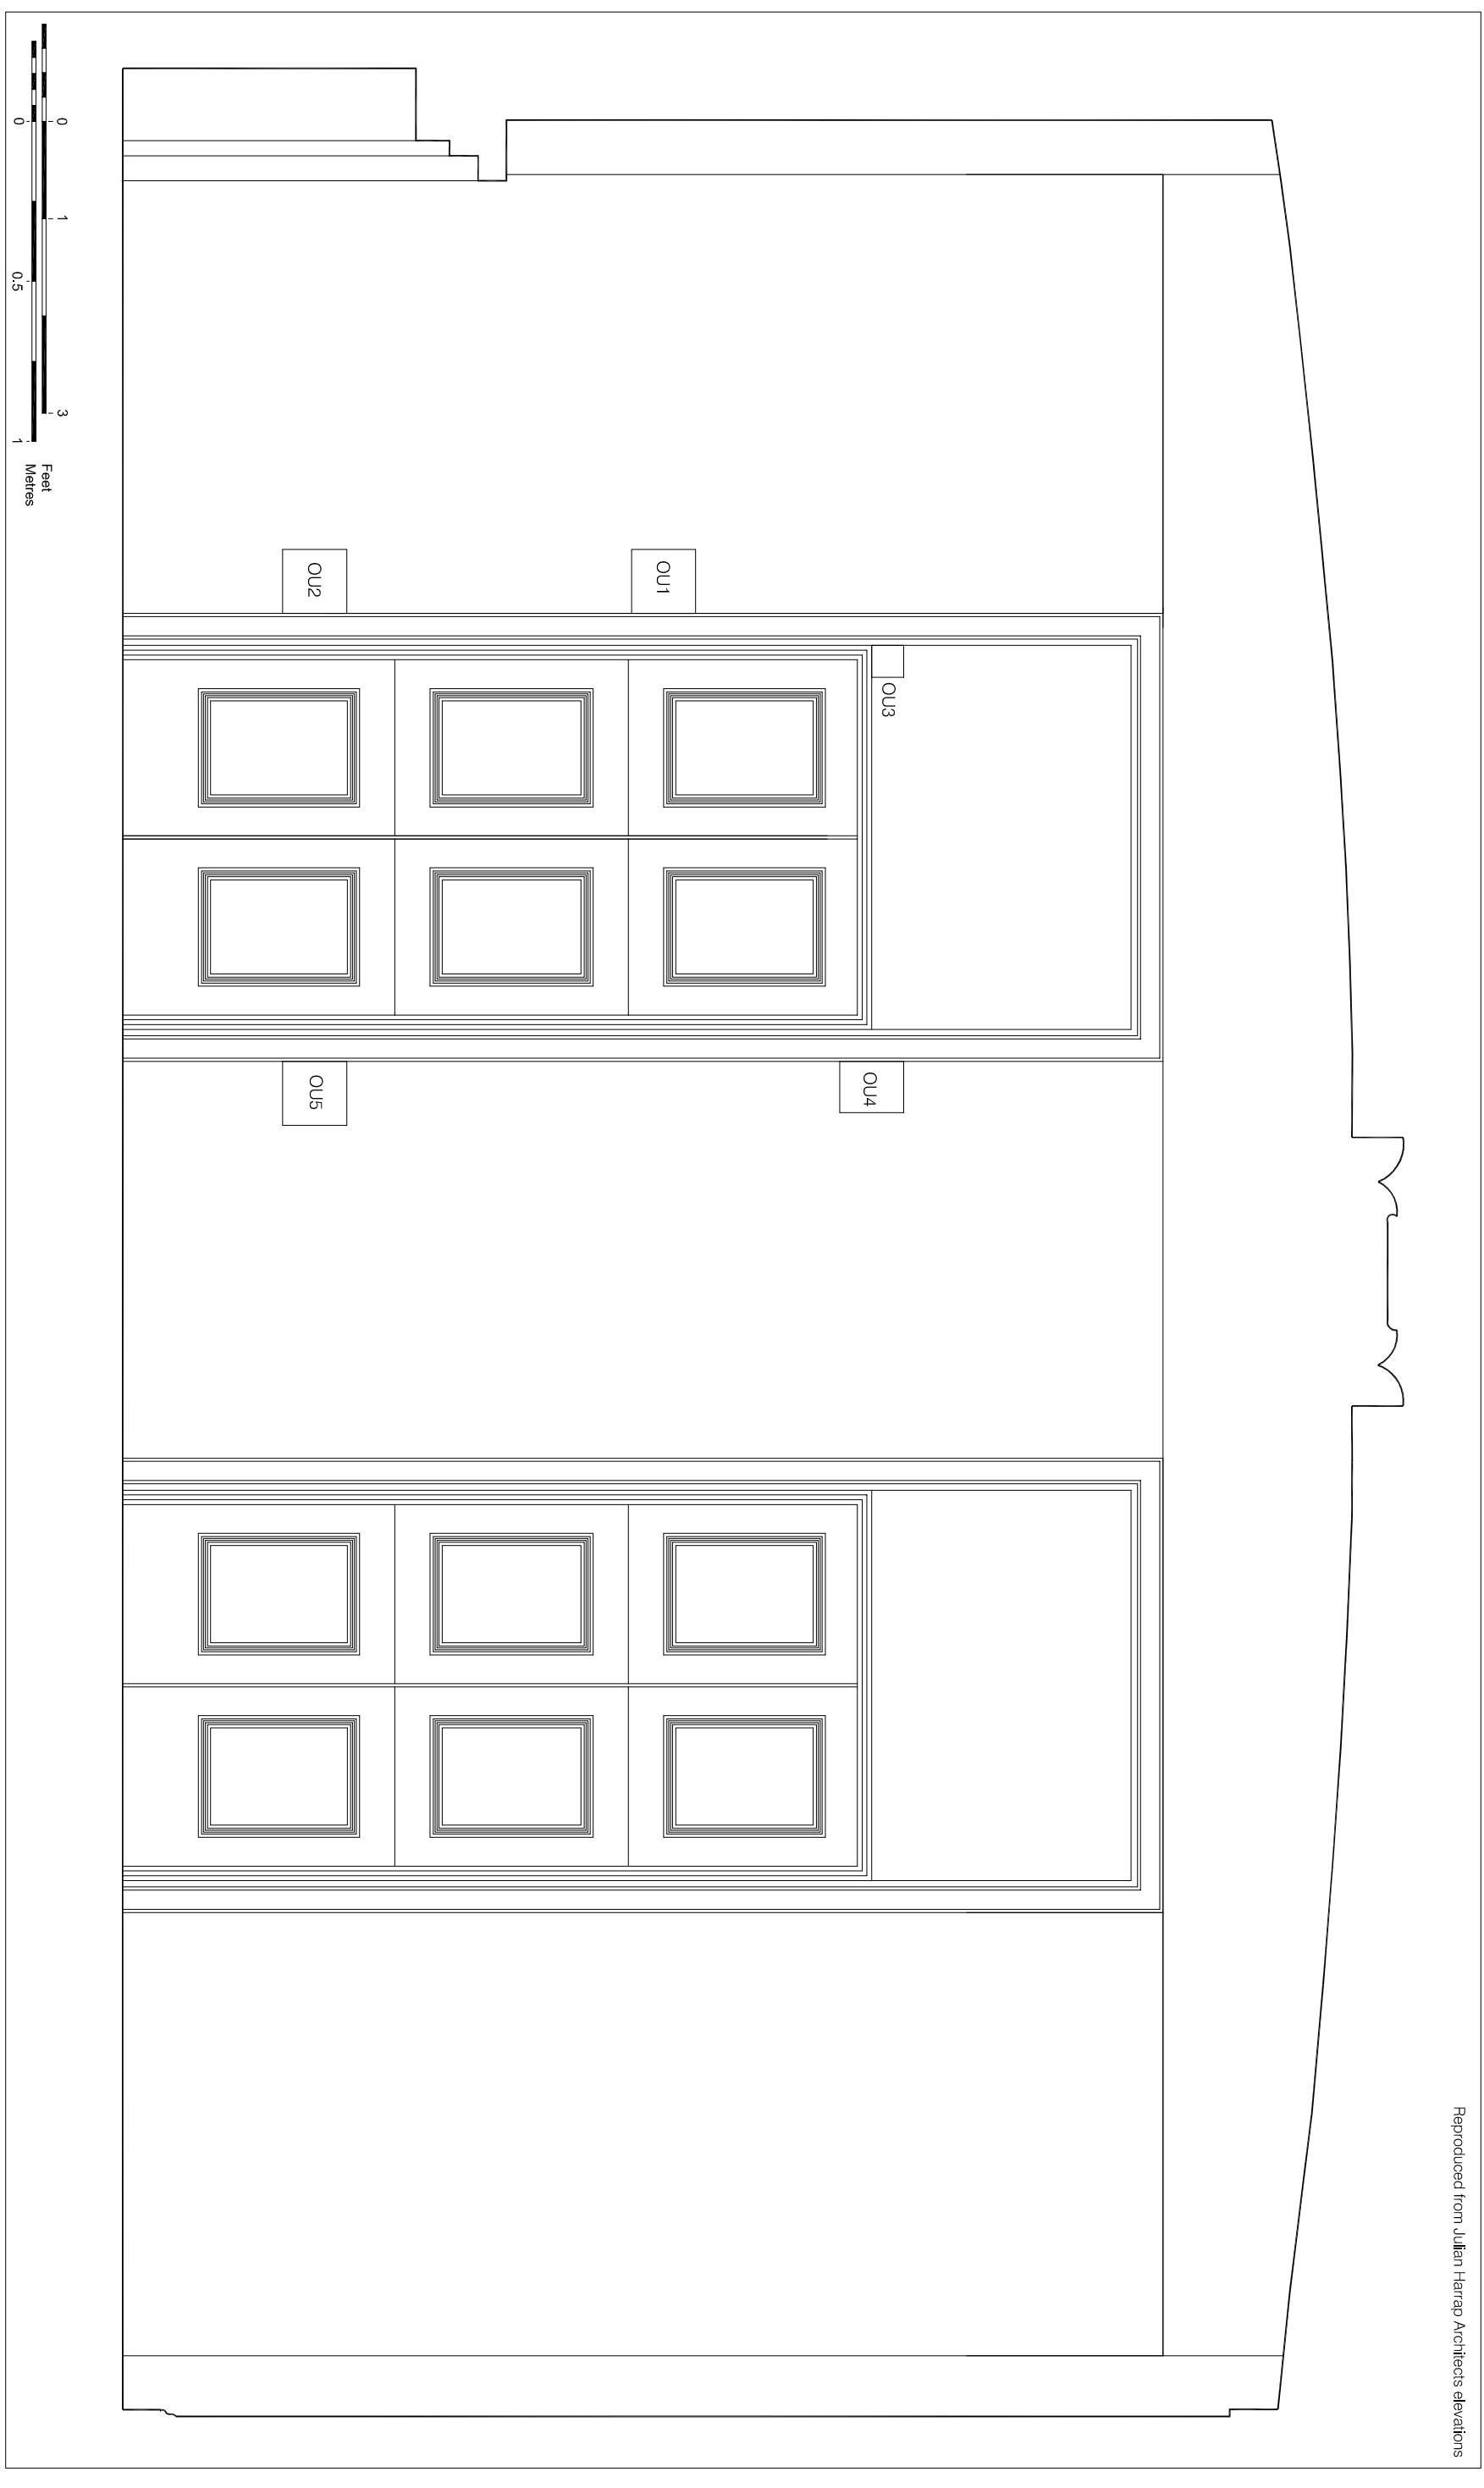 Reproduced from Julian Harrap Architects elevations
OU3
OU4
OU1
OU2
OU5
0 1 3 Feet
0 0.5 1 Metres